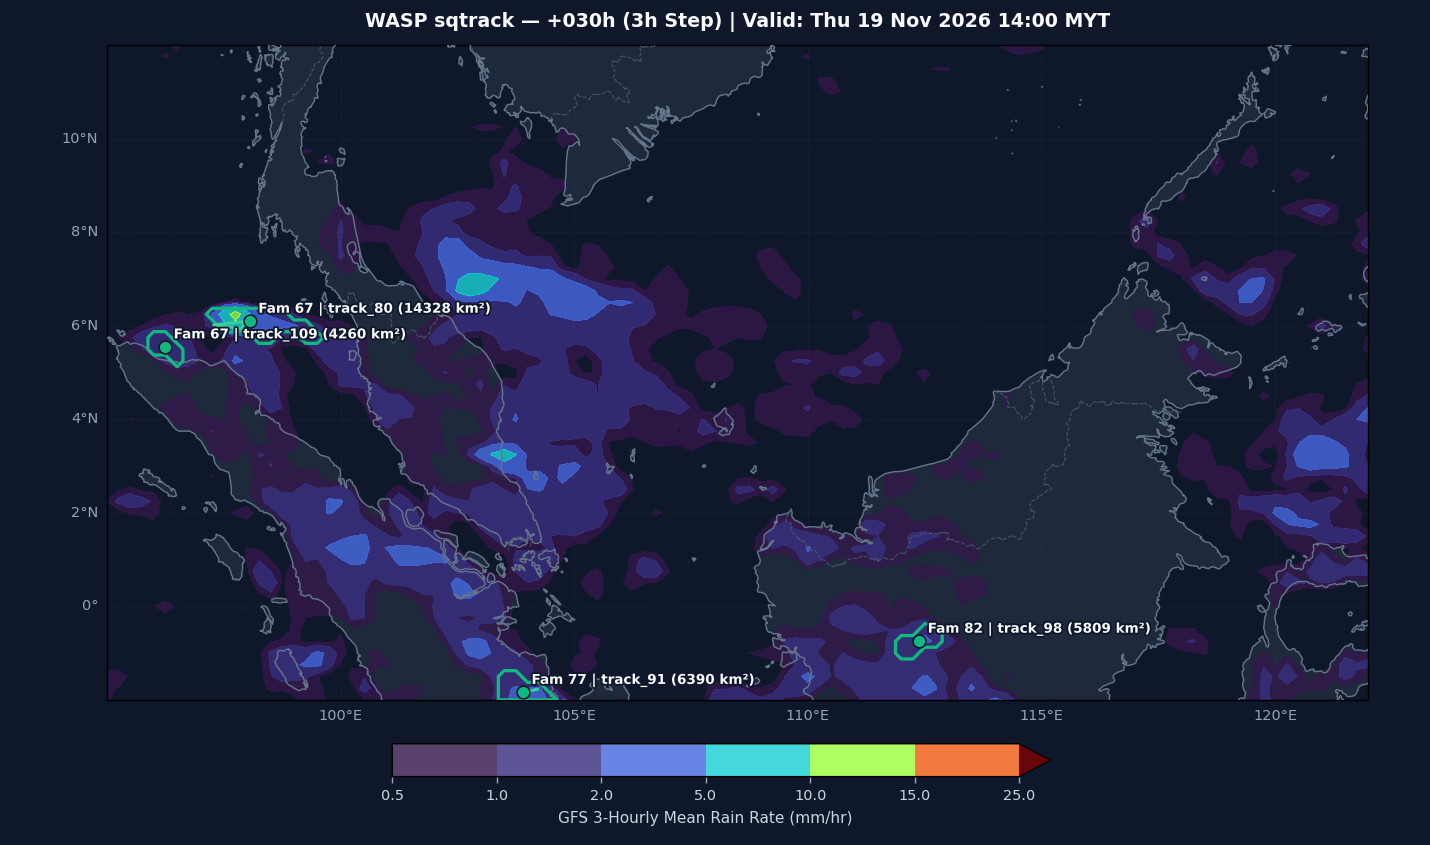 WASP sqtrack — +030h (3h Step) | Valid: Thu 19 Nov 2026 14:00 MYT
10°N
8°N
Fam 67 | track_80 (14328 km²)
6°N
Fam 67 | track_109 (4260 km²)
4°N
2°N
0°
Fam 82 | track_98 (5809 km²)
Fam 77 | track_91 (6390 km²)
100°E 105°E 110°E 115°E 120°E
0.5 1.0 2.0 5.0 10.0 15.0 25.0
GFS 3-Hourly Mean Rain Rate (mm/hr)